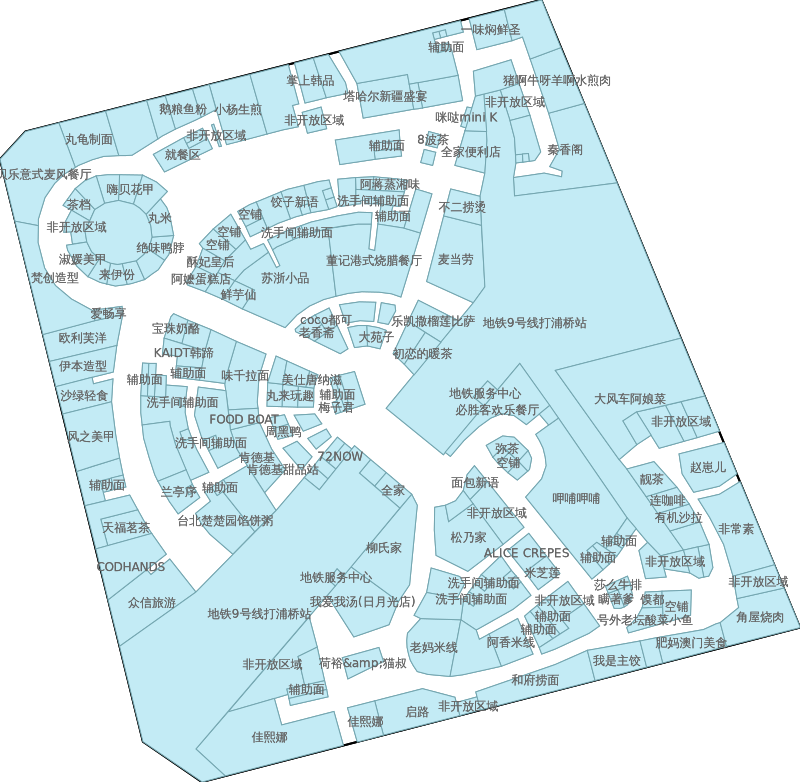 一味焖鲜圣
辅助面
掌上韩品
猪啊牛呀羊啊水煎肉
塔哈尔新疆盛宴
非开放区域
鹅粮鱼粉
小杨生煎
咪哒mini K
非开放区域
非开放区域
丸龟制面
8波茶
辅助面
秦香阁
全家便利店
就餐区
贝乐意式麦风餐厅
嗨贝花甲
阿蒋蒸湘味
饺子新语
洗手间辅助面
茶档
不二捞烫
空铺
辅助面
丸米
非开放区域
空铺
洗手间辅助面
空铺
绝味鸭脖
淑媛美甲
酥妃皇后
董记港式烧腊餐厅
麦当劳
来伊份
梵创造型
阿嬷蛋糕店
苏浙小品
鲜芋仙
爱畅享
coco都可
乐凯撒榴莲比萨
地铁9号线打浦桥站
宝珠奶酪
老香斋
大苑子
欧利芙洋
KAIDT韩蹄
初恋的暖茶
伊本造型
辅助面
辅助面
味千拉面
美仕唐纳滋
沙绿轻食
丸来玩趣
辅助面
地铁服务中心
大风车阿娘菜
洗手间辅助面
梅子君
必胜客欢乐餐厅
FOOD BOAT
非开放区域
风之美甲
周黑鸭
洗手间辅助面
弥茶
72NOW
肯德基
空铺
赵崽儿
肯德基甜品站
辅助面
辅助面
面包新语
靓茶
兰亭序
全家
呷哺呷哺
连咖啡
非开放区域
有机沙拉
台北楚楚园馅饼粥
天福茗茶
非常素
松乃家
辅助面
柳氏家
ALICE CREPES
辅助面
非开放区域
CODHANDS
米芝莲
地铁服务中心
洗手间辅助面
莎么牛排
非开放区域
众信旅游
我爱我汤(日月光店)
洗手间辅助面
非开放区域
瞒著爹
馍都
空铺
地铁9号线打浦桥站
辅助面
号外老坛酸菜小鱼
角屋烧肉
辅助面
阿香米线
肥妈澳门美食
老妈米线
非开放区域
荷裕&amp;猫叔
我是主饺
辅助面
和府捞面
非开放区域
启路
佳熙娜
佳熙娜